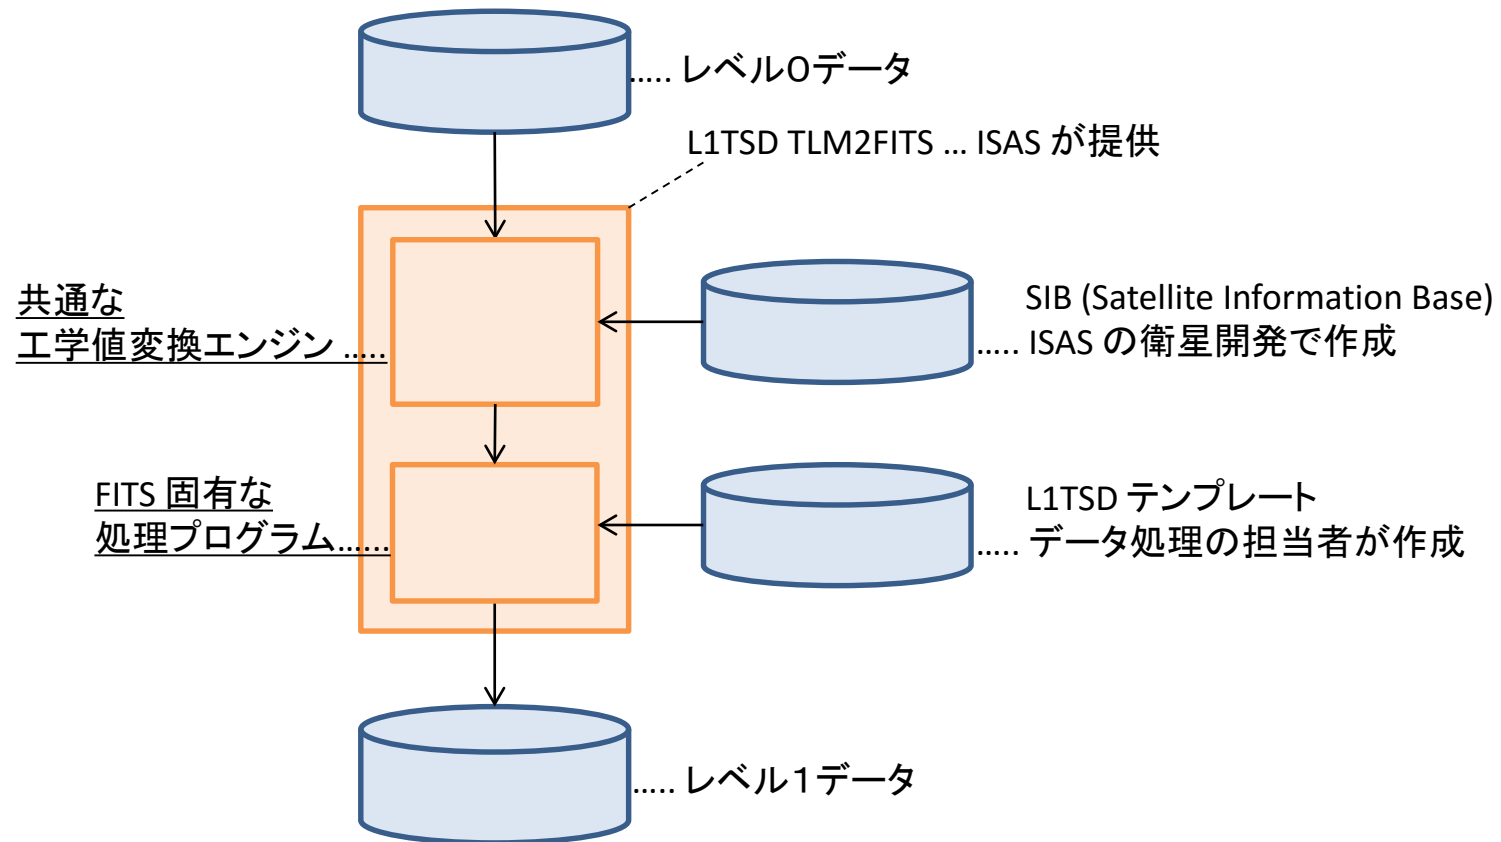 ..... レベル0データ
L1TSD TLM2FITS ... ISAS が提供
共通な
工学値変換エンジン .....
SIB (Satellite Information Base)
..... ISAS の衛星開発で作成
FITS 固有な
処理プログラム......
L1TSD テンプレート
..... データ処理の担当者が作成
..... レベル１データ